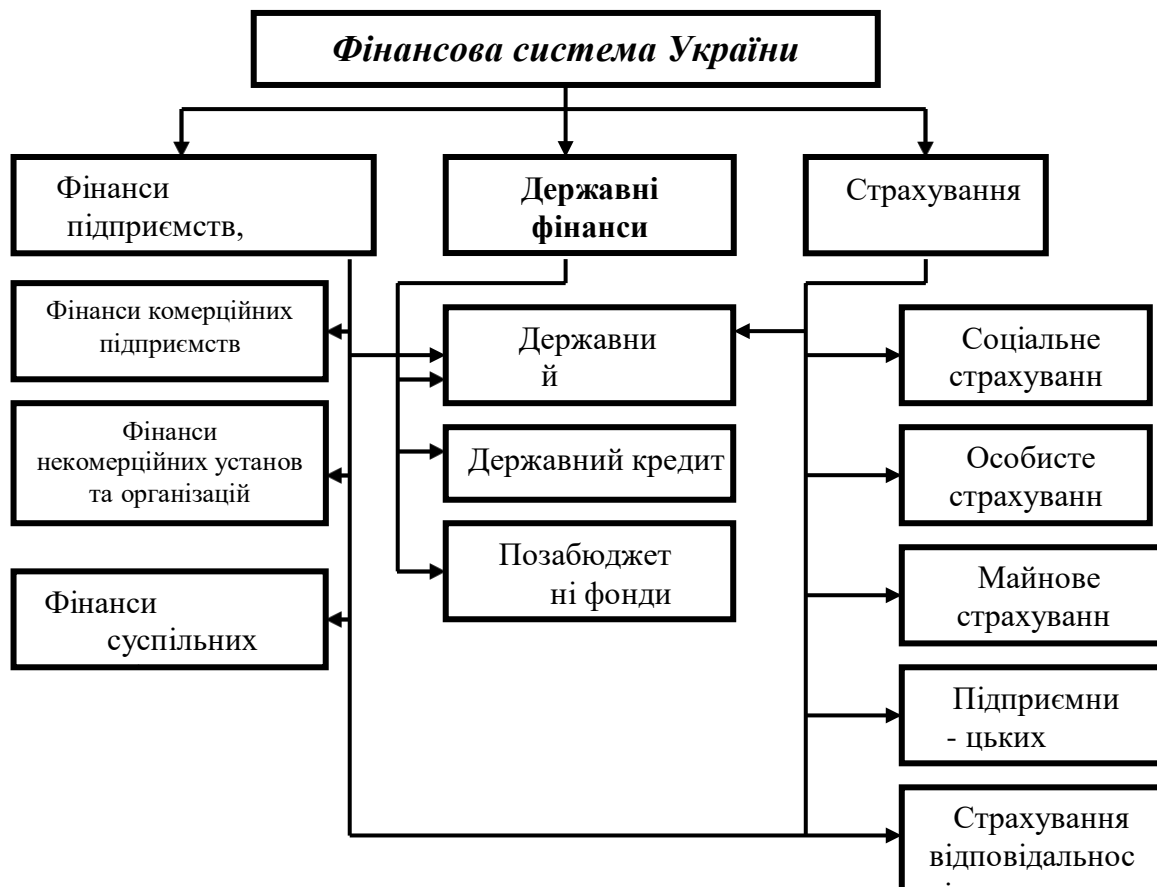 Фінансова система України
Фінанси
підприємств,
Державні
фінанси
Страхування
Фінанси комерційних
підприємств
Фінанси
некомерційних установ
та організацій
Фінанси
суспільних
Державни
й
Державний кредит
Позабюджет
ні фонди
Соціальне
страхуванн
Особисте
страхуванн
Майнове
страхуванн
Підприємни
- цьких
Страхування
відповідальнос